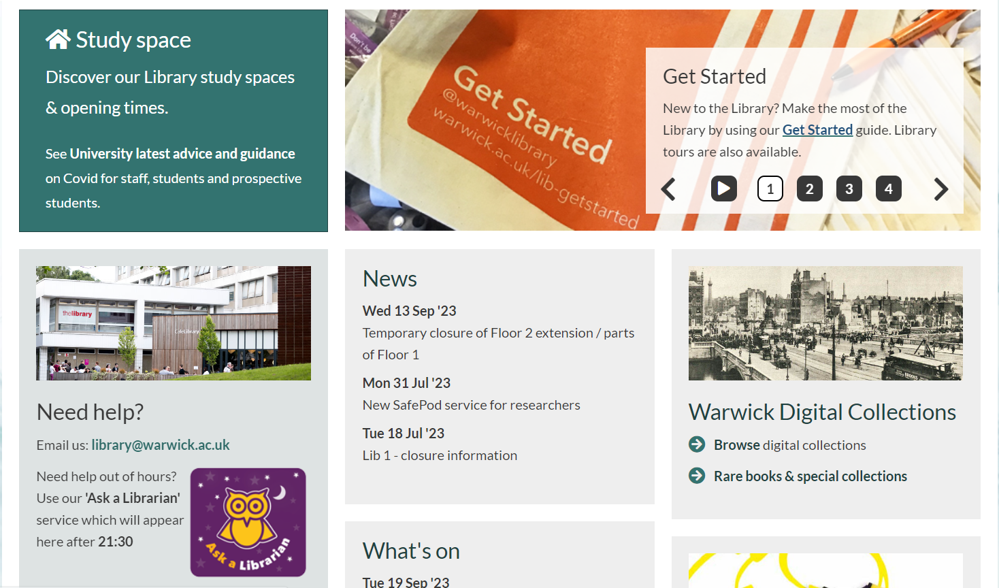 Study space
Discover our Library study spaces
& opening times.
See University latest advice and guidance
on Covid for staff, students and prospective
students.
Don't be
Get Started
@warwicklibrary
warwick.ac.uk/lib-getstarted
Get Started
New to the Library? Make the most of the
Library by using our Get Started guide. Library
tours are also available.
1 2 3 4
thelibrary
CafeLibrary
Need help?
Email us: library@warwick.ac.uk
Need help out of hours?
Use our 'Ask a Librarian'
service which will appear
here after 21:30
Ask a Librarian
News
Wed 13 Sep '23
Temporary closure of Floor 2 extension / parts
of Floor 1
Mon 31 Jul '23
New SafePod service for researchers
Tue 18 Jul '23
Lib 1 - closure information
What's on
Tue 19 Sep '23
BROOKS
Warwick Digital Collections
Browse digital collections
Rare books & special collections